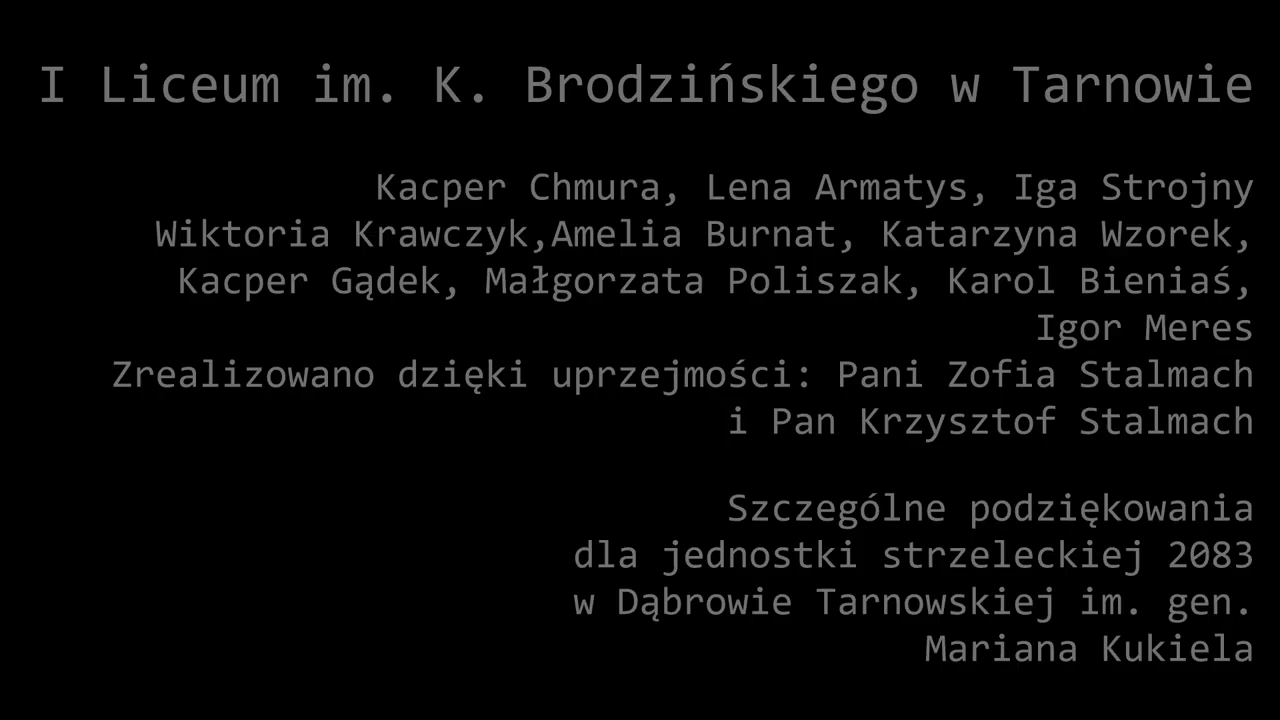 I Liceum im. K. Brodzińskiego w Tarnowie
Kacper Chmura, Lena Armatys, Iga Strojny
Wiktoria Krawczyk,Amelia Burnat, Katarzyna Wzorek,
Kacper Gądek, Małgorzata Poliszak, Karol Bieniaś,
Igor Meres
Zrealizowano dzięki uprzejmości: Pani Zofia Stalmach
i Pan Krzysztof Stalmach
Szczególne podziękowania
dla jednostki strzeleckiej 2083
w Dąbrowie Tarnowskiej im. gen.
Mariana Kukiela